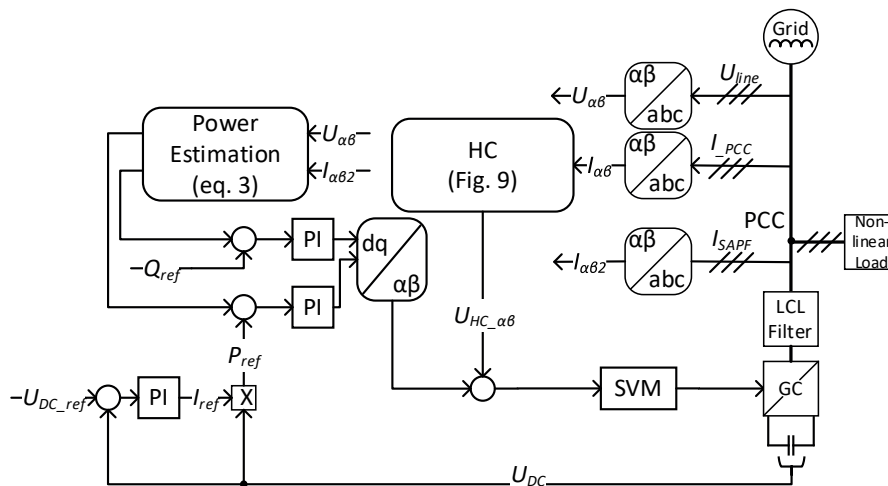 Grid
αβ
abc
U_line
U_αβ
Power
Estimation
(eq. 3)
U_αβ
I_αβ2
HC
(Fig. 9)
I_αβ
αβ
abc
I_PCC
PCC
Non-
linear
Load
PI
dq
αβ
-Q_ref
PI
I_αβ2
αβ
abc
I_SAPF
U_HC_αβ
LCL
Filter
P_ref
-U_DC_ref
PI
I_ref
X
SVM
GC
U_DC